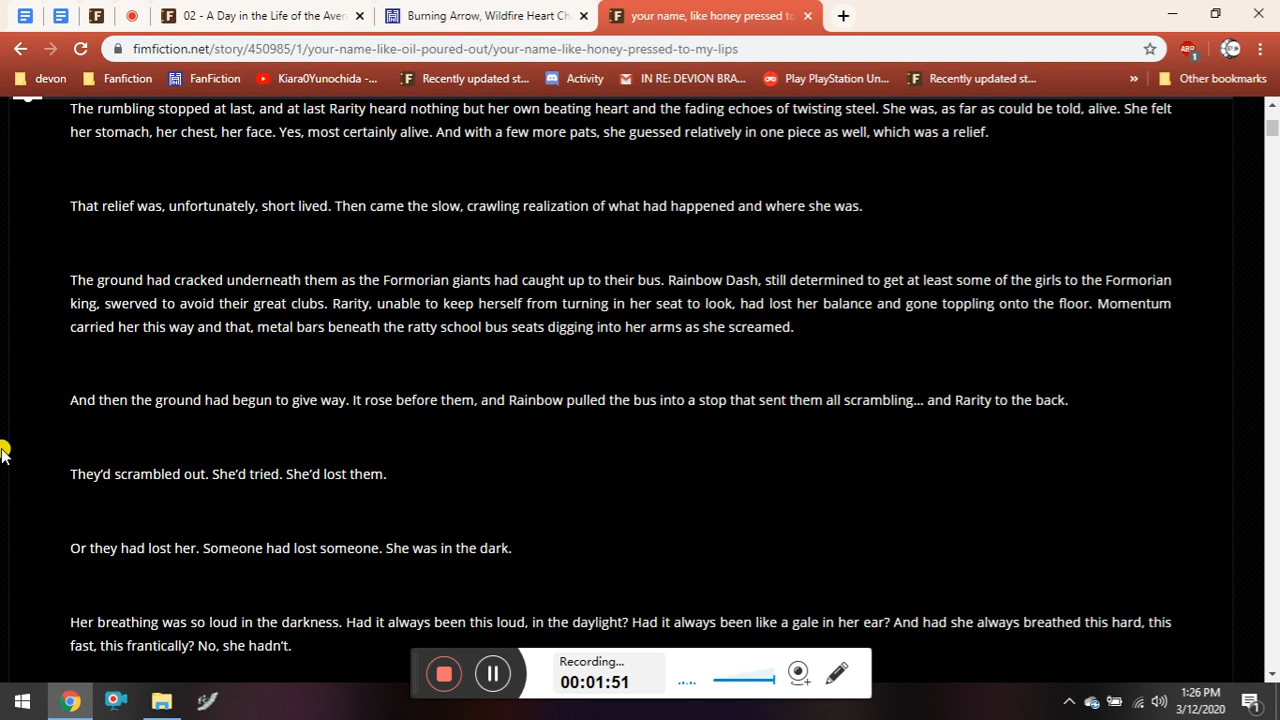 02 - A Day in the Life of the Aven
Burning Arrow, Wildfire Heart Ch
your name, like honey pressed to
fimfiction.net/story/450985/1/your-name-like-oil-poured-out/your-name-like-honey-pressed-to-my-lips
ABP
1
devon
Fanfiction
FanFiction
Kiara0Yunochida -...
Recently updated st...
Activity
IN RE: DEVION BRA...
Play PlayStation Un...
Recently updated st...
»
Other bookmarks
The rumbling stopped at last, and at last Rarity heard nothing but her own beating heart and the fading echoes of twisting steel. She was, as far as could be told, alive. She felt
her stomach, her chest, her face. Yes, most certainly alive. And with a few more pats, she guessed relatively in one piece as well, which was a relief.
That relief was, unfortunately, short lived. Then came the slow, crawling realization of what had happened and where she was.
The ground had cracked underneath them as the Formorian giants had caught up to their bus. Rainbow Dash, still determined to get at least some of the girls to the Formorian
king, swerved to avoid their great clubs. Rarity, unable to keep herself from turning in her seat to look, had lost her balance and gone toppling onto the floor. Momentum
carried her this way and that, metal bars beneath the ratty school bus seats digging into her arms as she screamed.
And then the ground had begun to give way. It rose before them, and Rainbow pulled the bus into a stop that sent them all scrambling... and Rarity to the back.
They'd scrambled out. She'd tried. She'd lost them.
Or they had lost her. Someone had lost someone. She was in the dark.
Her breathing was so loud in the darkness. Had it always been this loud, in the daylight? Had it always been like a gale in her ear? And had she always breathed this hard, this
fast, this frantically? No, she hadn't.
Recording...
00:01:51
1:26 PM
3/12/2020
1